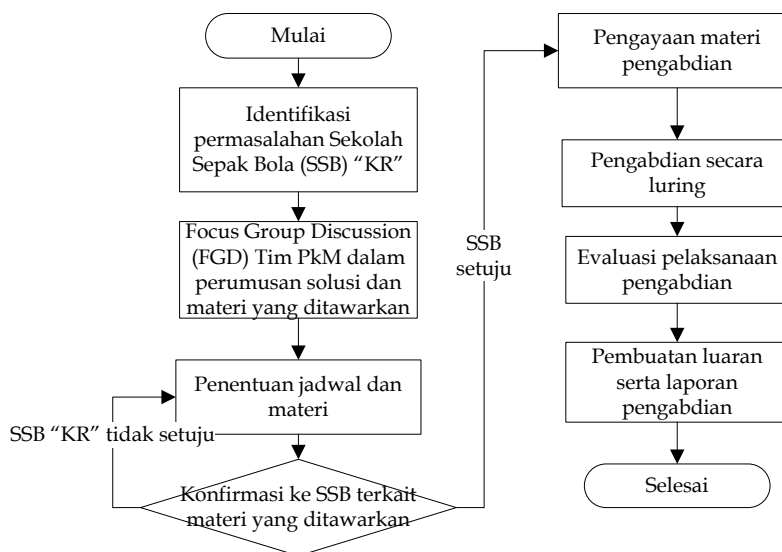 Mulai
Identifikasi
permasalahan Sekolah
Sepak Bola (SSB) “KR”
Focus Group Discussion
(FGD) Tim PkM dalam
perumusan solusi dan
materi yang ditawarkan
Penentuan jadwal dan
materi
SSB “KR” tidak setuju
Konfirmasi ke SSB terkait
materi yang ditawarkan
SSB
setuju
Pengayaan materi
pengabdian
Pengabdian secara
luring
Evaluasi pelaksanaan
pengabdian
Pembuatan luaran
serta laporan
pengabdian
Selesai